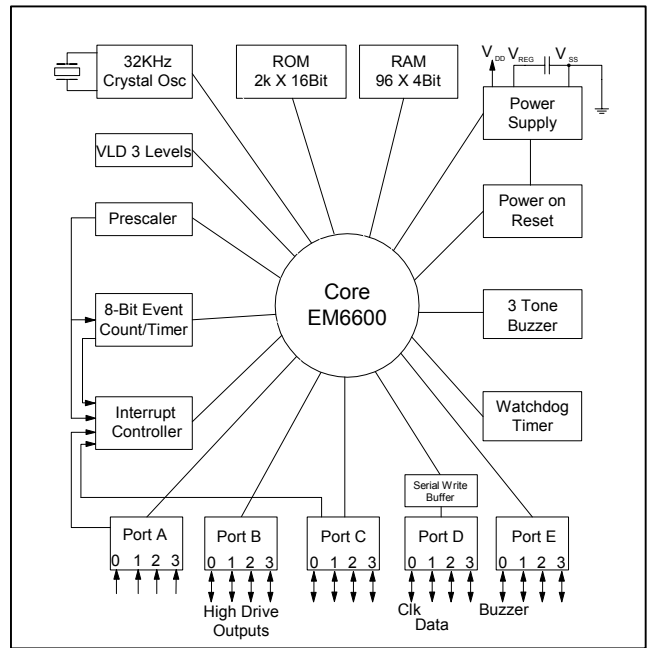 32KHz
Crystal Osc
ROM
2k X 16Bit
RAM
96 X 4Bit
VDD VREG VSS
Power
Supply
VLD 3 Levels
Prescaler
Power on
Reset
Core
EM6600
8-Bit Event
Count/Timer
3 Tone
Buzzer
Interrupt
Controller
Watchdog
Timer
Serial Write
Buffer
Port A
0 1 2 3
Port B
0 1 2 3
High Drive
Outputs
Port C
0 1 2 3
Port D
0 1 2 3
Clk
Data
Port E
0 1 2 3
Buzzer